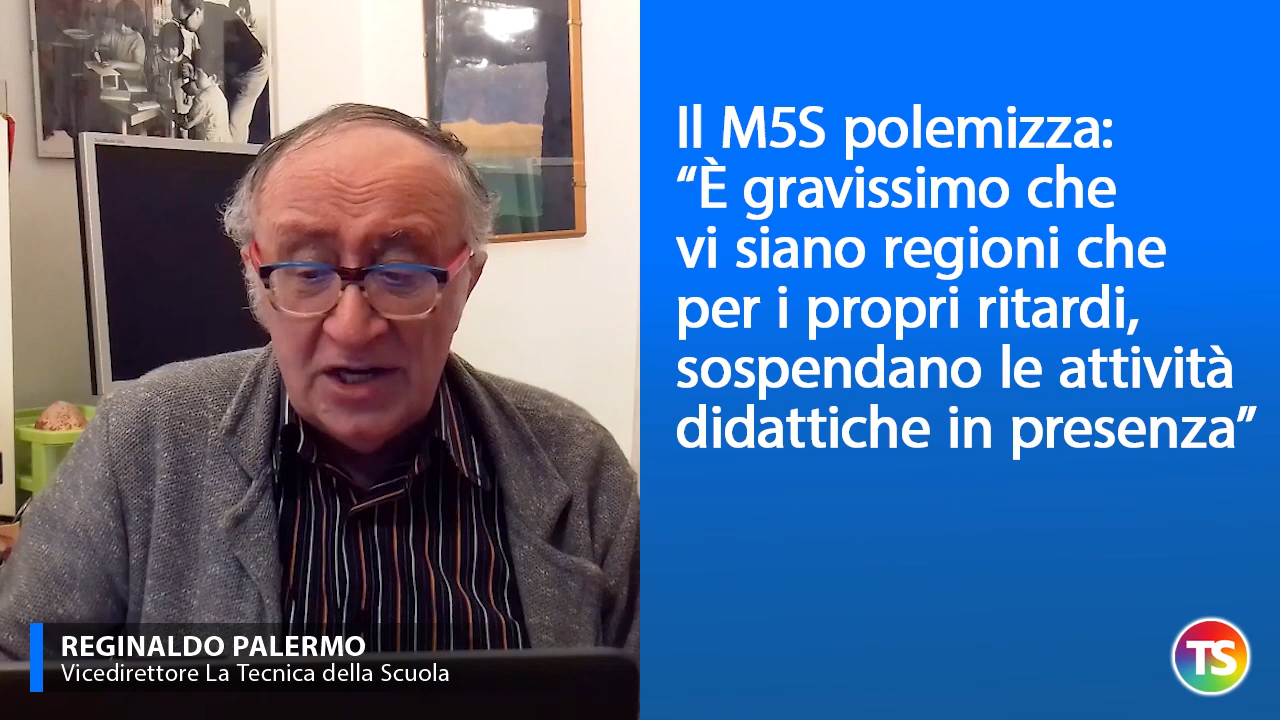 Il M5S polemizza:
“È gravissimo che
vi siano regioni che
per i propri ritardi,
sospendano le attività
didattiche in presenza”
REGINALDO PALERMO
Vicedirettore La Tecnica della Scuola
TS